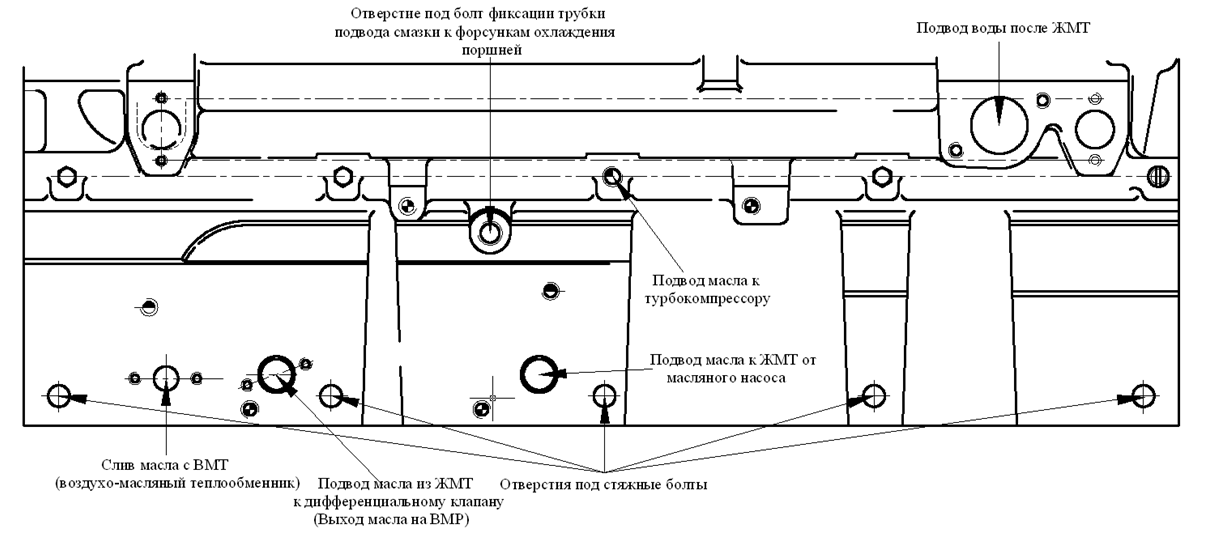 Отверстие под болт фиксации трубки
подвода смазки к форсункам охлаждения
поршней
Подвод воды после ЖМТ
Подвод масла к
турбокомпрессору
Подвод масла к ЖМТ от
масляного насоса
Слив масла с ВМТ
(воздухо-масляный теплообменник)
Подвод масла из ЖМТ
к дифференциальному клапану
(Выход масла на ВМР)
Отверстия под стяжные болты